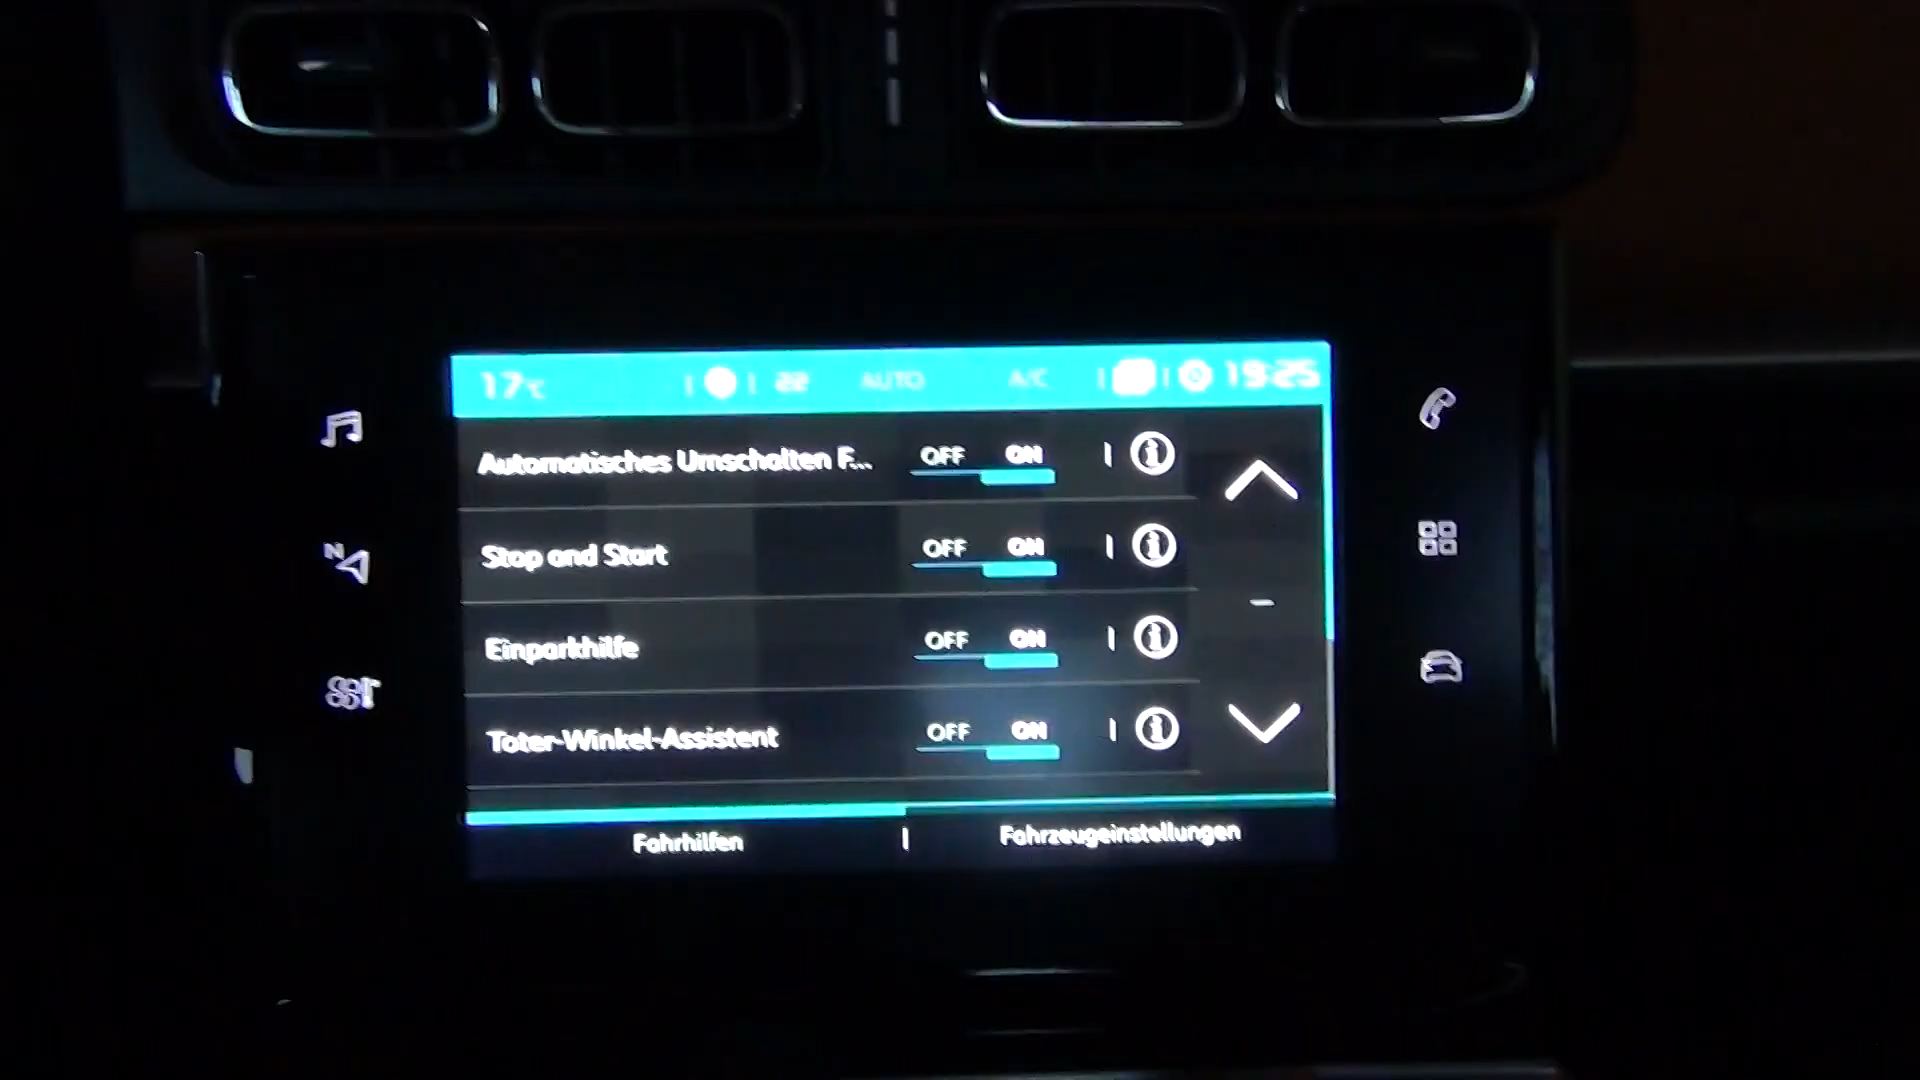 17°C 22 AUTO A/C 19:25
Automatisches Umschalten F... OFF ON
Stop and Start OFF ON
Einparkhilfe OFF ON
Toter-Winkel-Assistent OFF ON
Fahrhilfen Fahrzeugeinstellungen
N